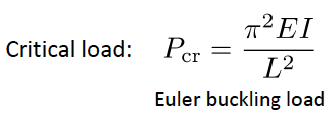 Critical load: P_cr = π²EI / L²
Euler buckling load